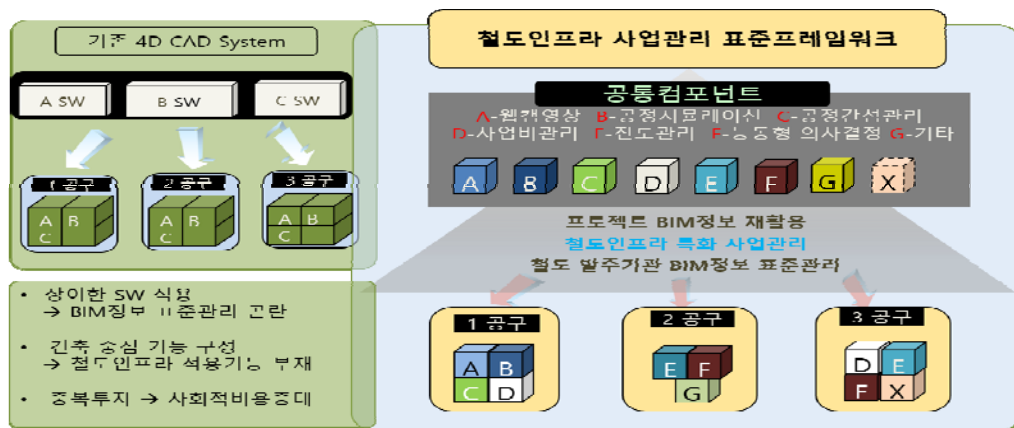 기존 4D CAD System
A SW
B SW
C SW
1 공구
2 공구
3 공구
A B
C
A B
C
A B
C
• 상이한 SW 적용
→ BIM정보 표준관리 곤란
• 건축 중심 기능 구성
→ 철도인프라 적용기능 부재
• 중복투자 → 사회적비용증대
철도인프라 사업관리 표준프레임워크
공통컴포넌트
A-웹캠영상 B-공정시뮬레이션 C-공정간섭관리
D-사업비관리 E-진도관리 F-능동형 의사결정 G-기타
A B C D E F G X
프로젝트 BIM정보 재활용
철도인프라 특화 사업관리
철도 발주기관 BIM정보 표준관리
1 공구
2 공구
3 공구
A B
C D
E F
G
D E
F X